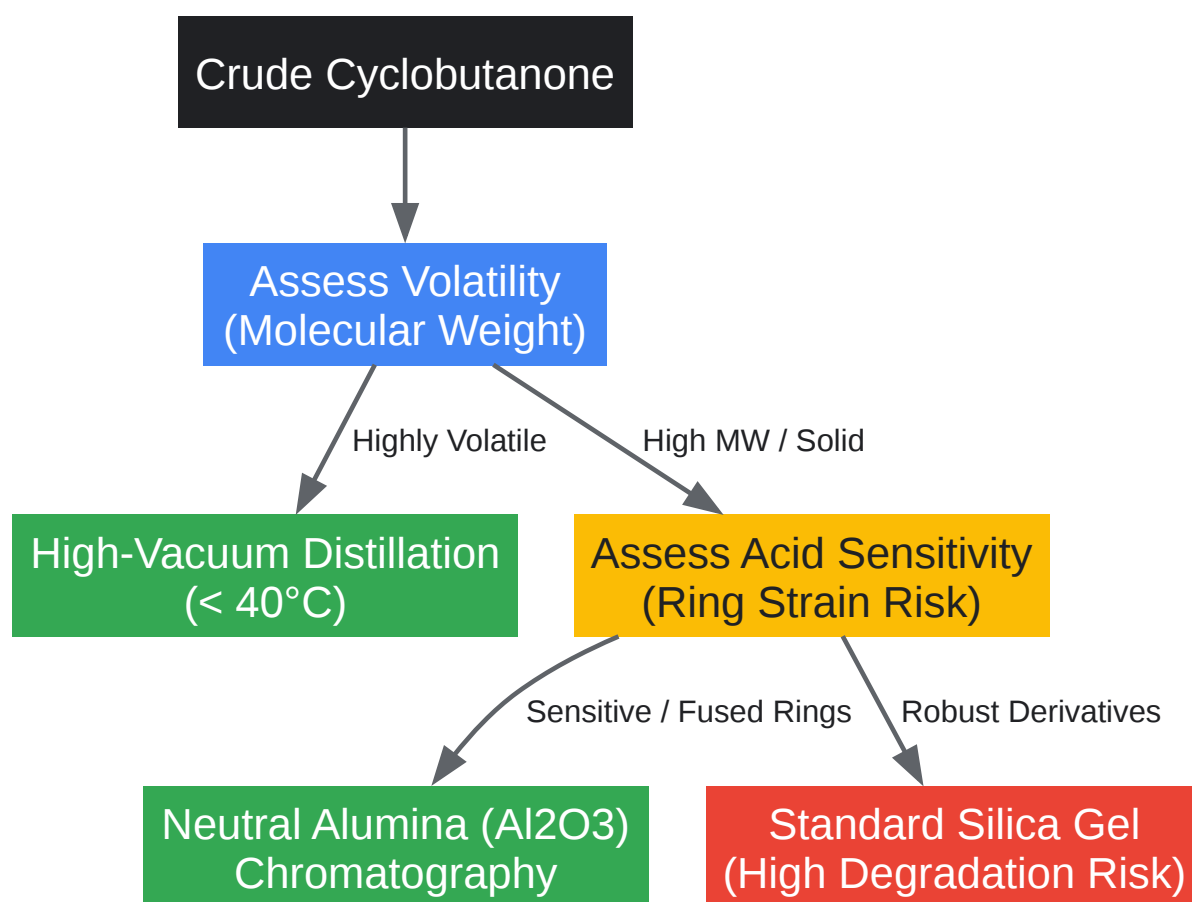 Crude Cyclobutanone
Assess Volatility
(Molecular Weight)
Highly Volatile
High MW / Solid
High-Vacuum Distillation
(< 40°C)
Assess Acid Sensitivity
(Ring Strain Risk)
Sensitive / Fused Rings
Robust Derivatives
Neutral Alumina (Al2O3)
Chromatography
Standard Silica Gel
(High Degradation Risk)